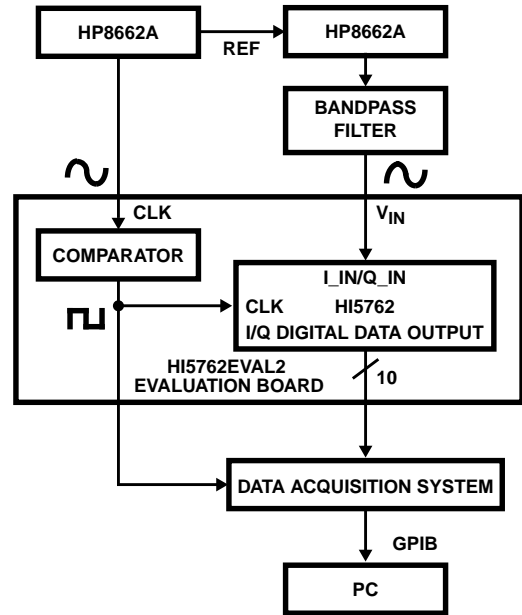 HP8662A
REF
HP8662A
BANDPASS
FILTER
CLK
V_IN
COMPARATOR
I_IN/Q_IN
CLK HI5762
I/Q DIGITAL DATA OUTPUT
HI5762EVAL2
EVALUATION BOARD
10
DATA ACQUISITION SYSTEM
GPIB
PC